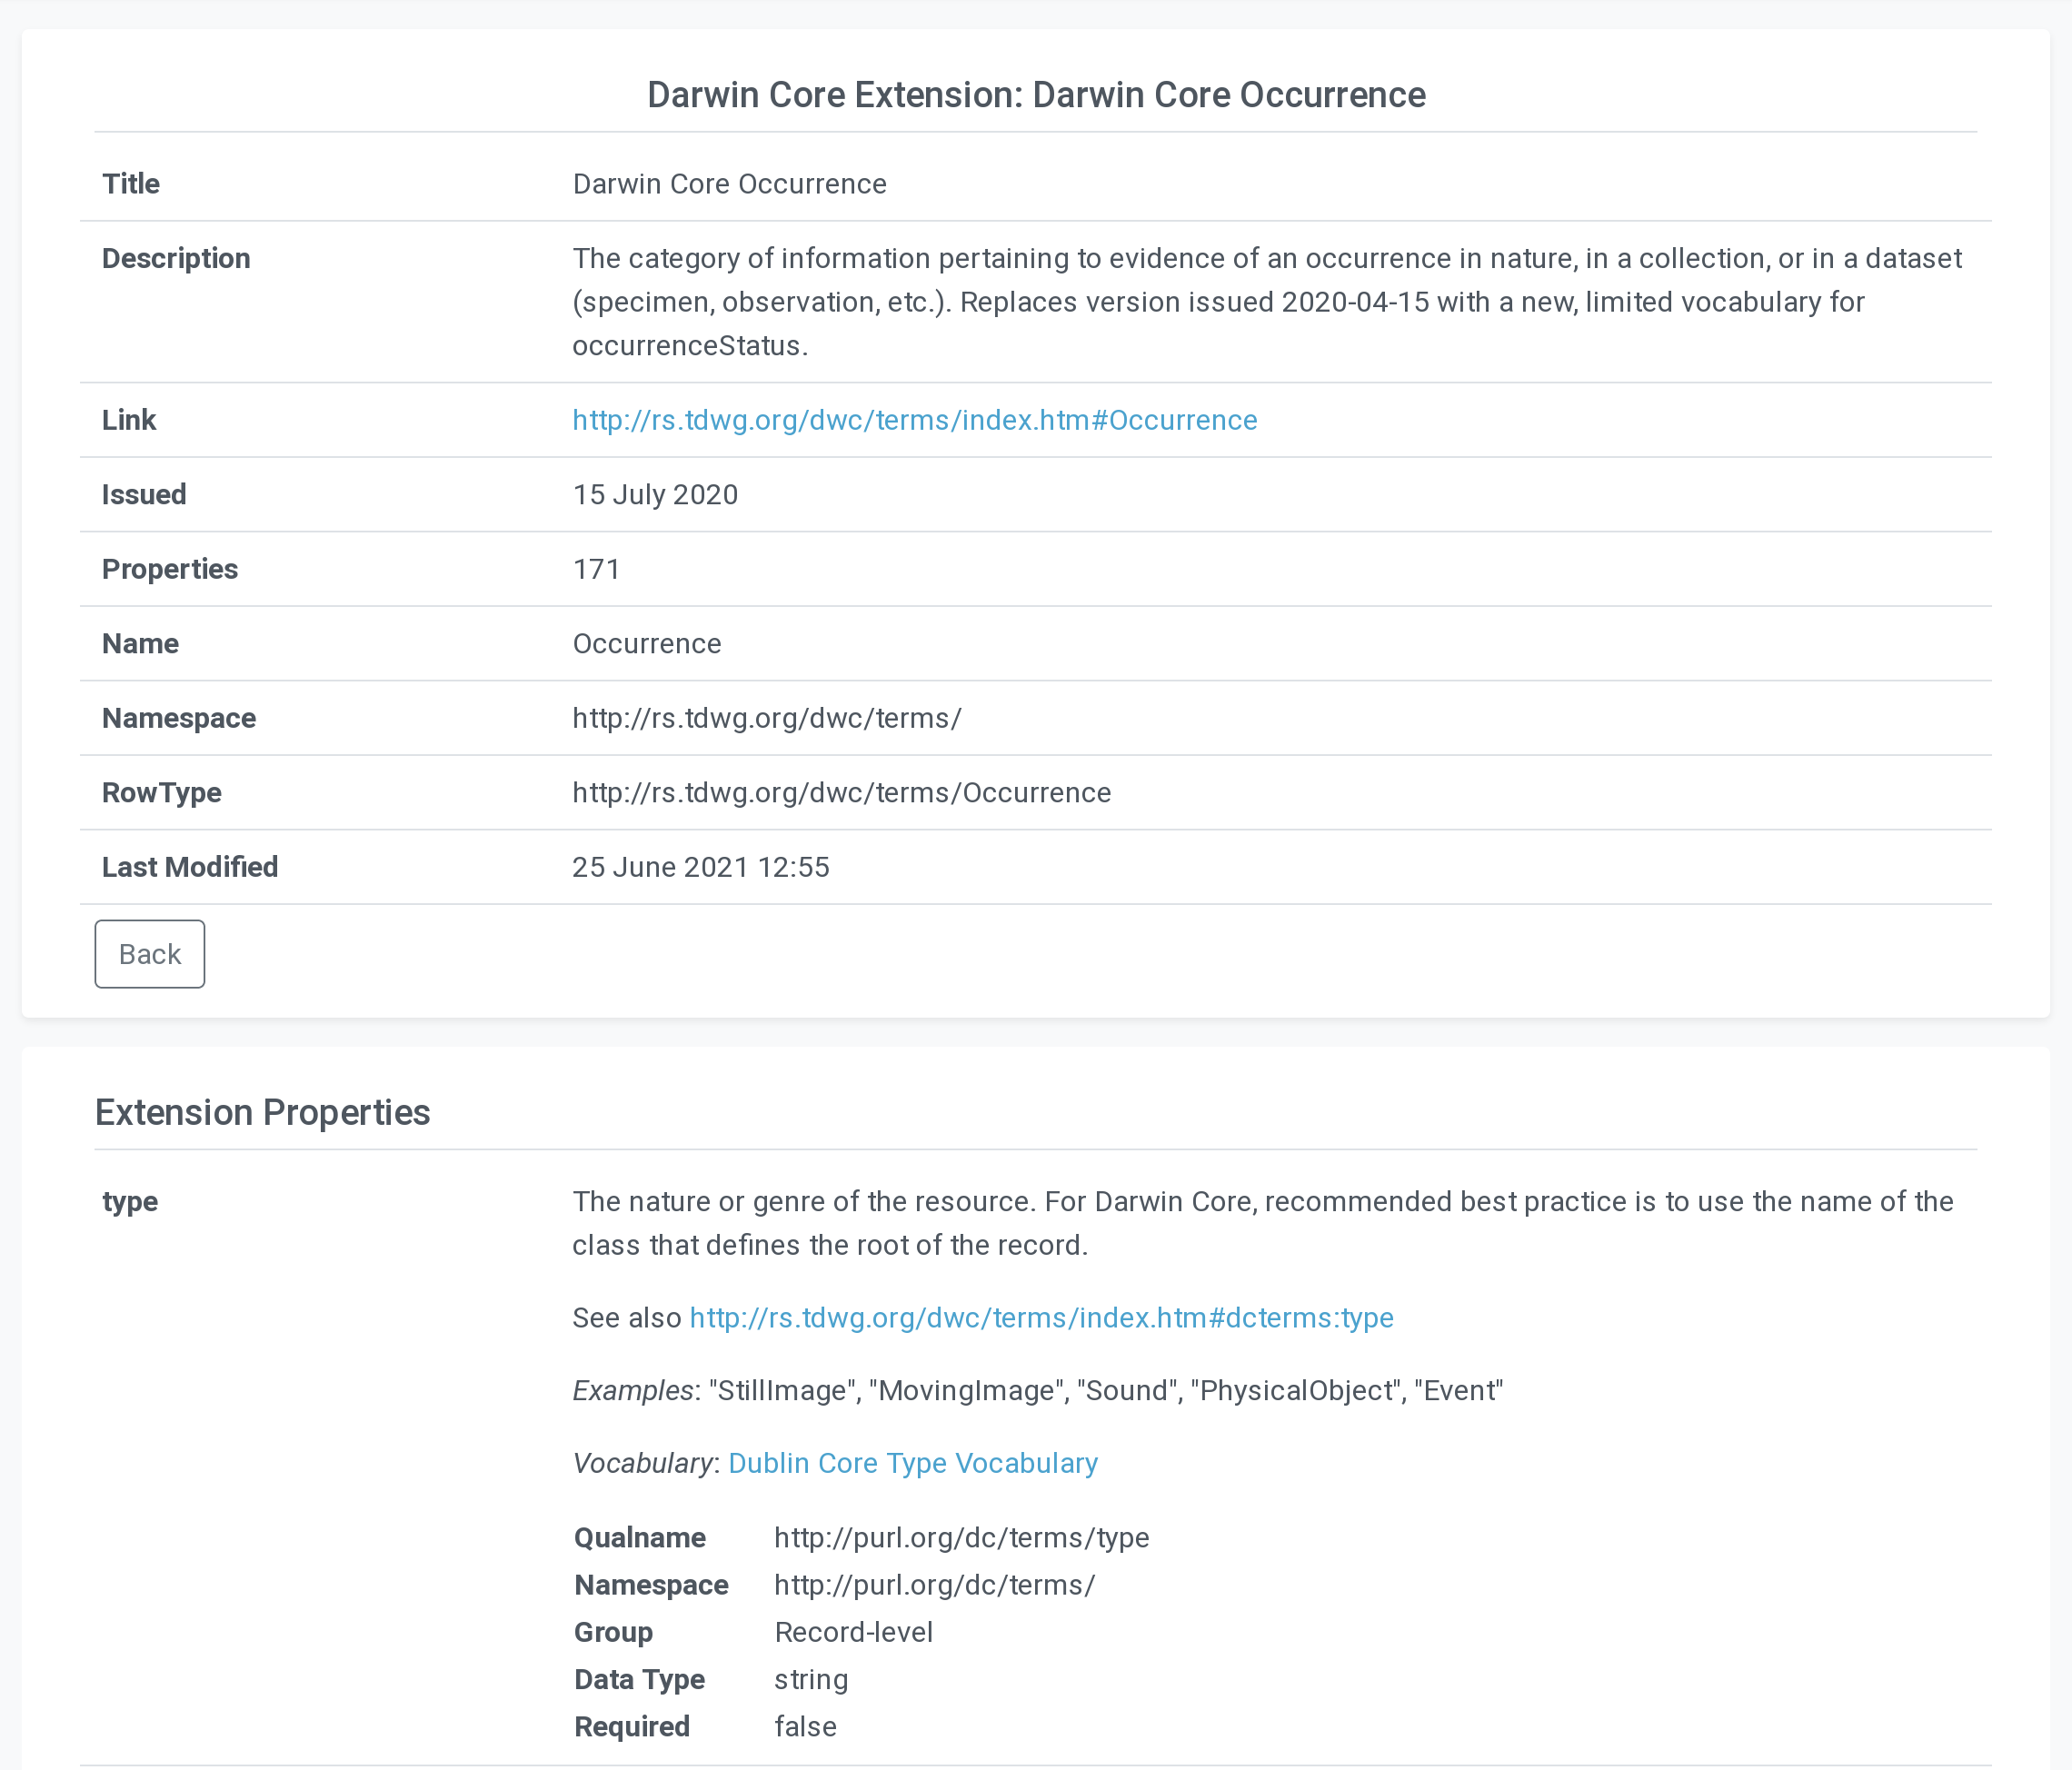 Darwin Core Extension: Darwin Core Occurrence
Title Darwin Core Occurrence
Description The category of information pertaining to evidence of an occurrence in nature, in a collection, or in a dataset
(specimen, observation, etc.). Replaces version issued 2020-04-15 with a new, limited vocabulary for
occurrenceStatus.
Link http://rs.tdwg.org/dwc/terms/index.htm#Occurrence
Issued 15 July 2020
Properties 171
Name Occurrence
Namespace http://rs.tdwg.org/dwc/terms/
RowType http://rs.tdwg.org/dwc/terms/Occurrence
Last Modified 25 June 2021 12:55
Back
Extension Properties
type The nature or genre of the resource. For Darwin Core, recommended best practice is to use the name of the
class that defines the root of the record.
See also http://rs.tdwg.org/dwc/terms/index.htm#dcterms:type
Examples: "StillImage", "MovingImage", "Sound", "PhysicalObject", "Event"
Vocabulary: Dublin Core Type Vocabulary
Qualname http://purl.org/dc/terms/type
Namespace http://purl.org/dc/terms/
Group Record-level
Data Type string
Required false